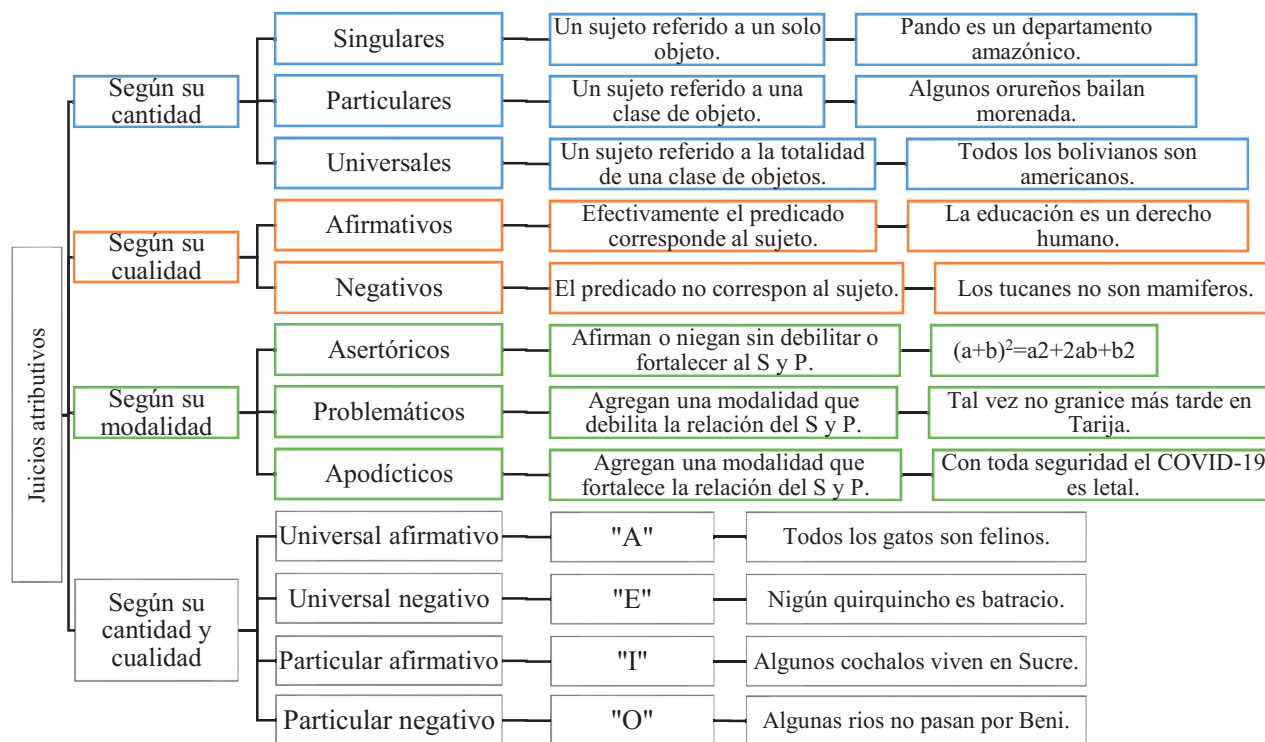 Juicios atributivos
Según su
cantidad
Singulares
Un sujeto referido a un solo
objeto.
Pando es un departamento
amazónico.
Particulares
Un sujeto referido a una
clase de objeto.
Algunos orureños bailan
morenada.
Universales
Un sujeto referido a la totalidad
de una clase de objetos.
Todos los bolivianos son
americanos.
Según su
cualidad
Afirmativos
Efectivamente el predicado
corresponde al sujeto.
La educación es un derecho
humano.
Negativos
El predicado no correspon al sujeto.
Los tucanes no son mamiferos.
Según su
modalidad
Asertóricos
Afirman o niegan sin debilitar o
fortalecer al S y P.
(a+b)²=a2+2ab+b2
Problemáticos
Agregan una modalidad que
debilita la relación del S y P.
Tal vez no granice más tarde en
Tarija.
Apodícticos
Agregan una modalidad que
fortalece la relación del S y P.
Con toda seguridad el COVID-19
es letal.
Según su
cantidad y
cualidad
Universal afirmativo
"A"
Todos los gatos son felinos.
Universal negativo
"E"
Nigún quirquincho es batracio.
Particular afirmativo
"I"
Algunos cochalos viven en Sucre.
Particular negativo
"O"
Algunas rios no pasan por Beni.